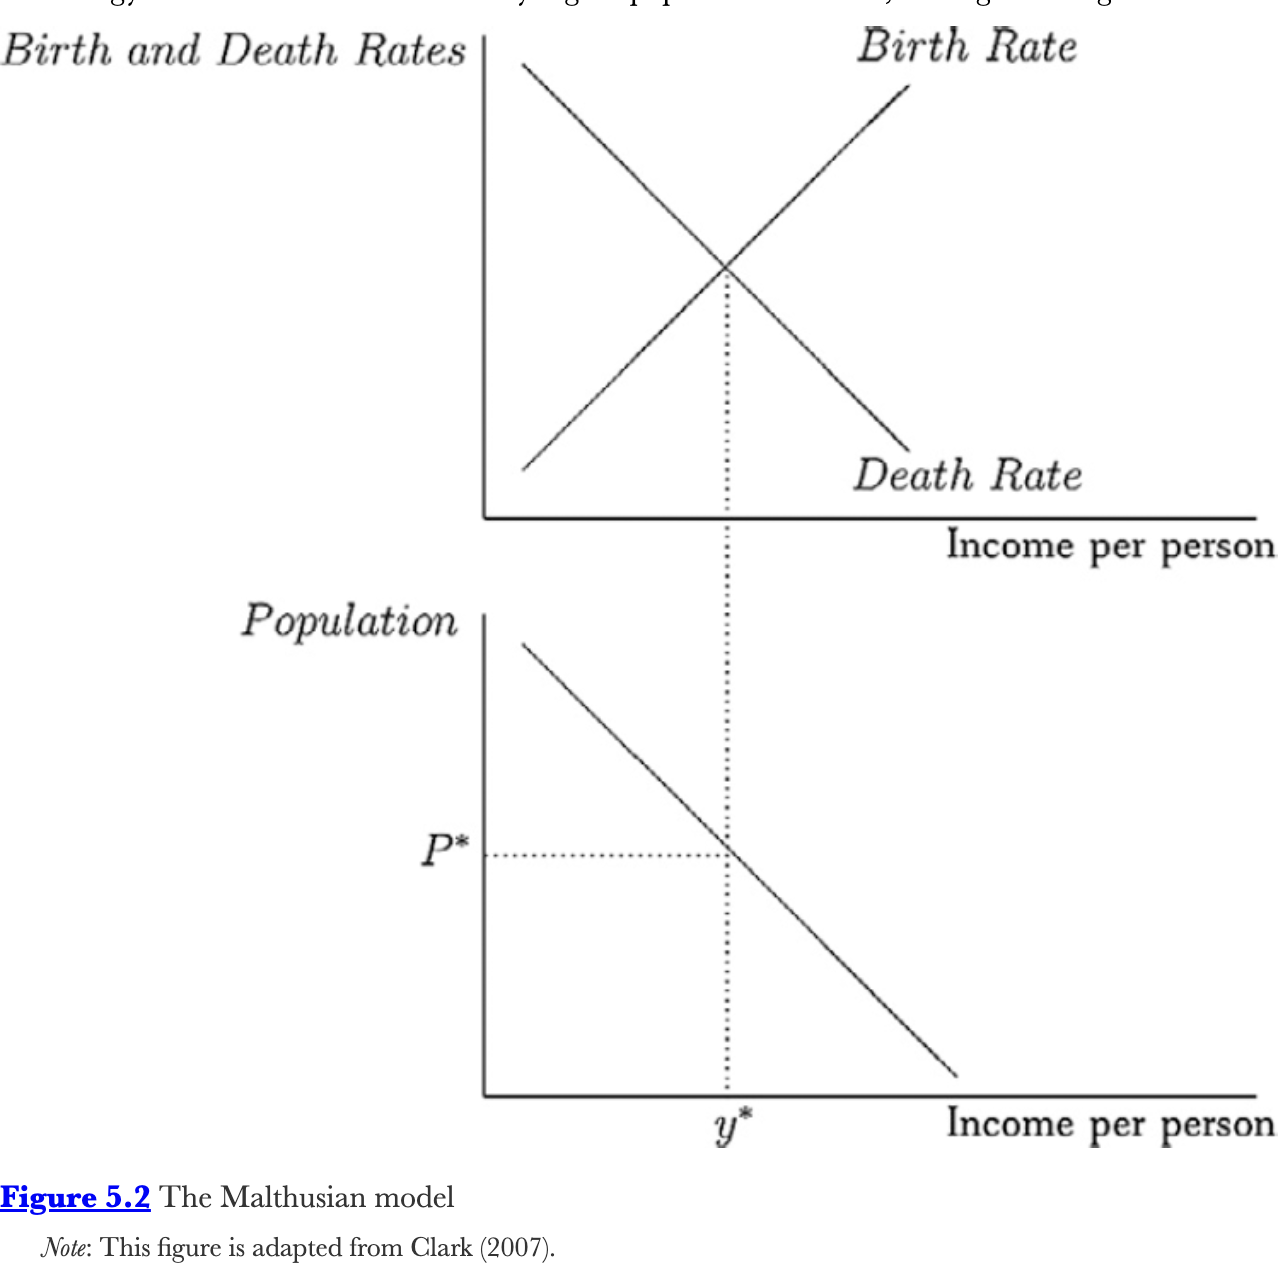 Birth and Death Rates
Birth Rate
Death Rate
Income per person
Population
P*
y*
Income per person
Figure 5.2 The Malthusian model
Note: This figure is adapted from Clark (2007).